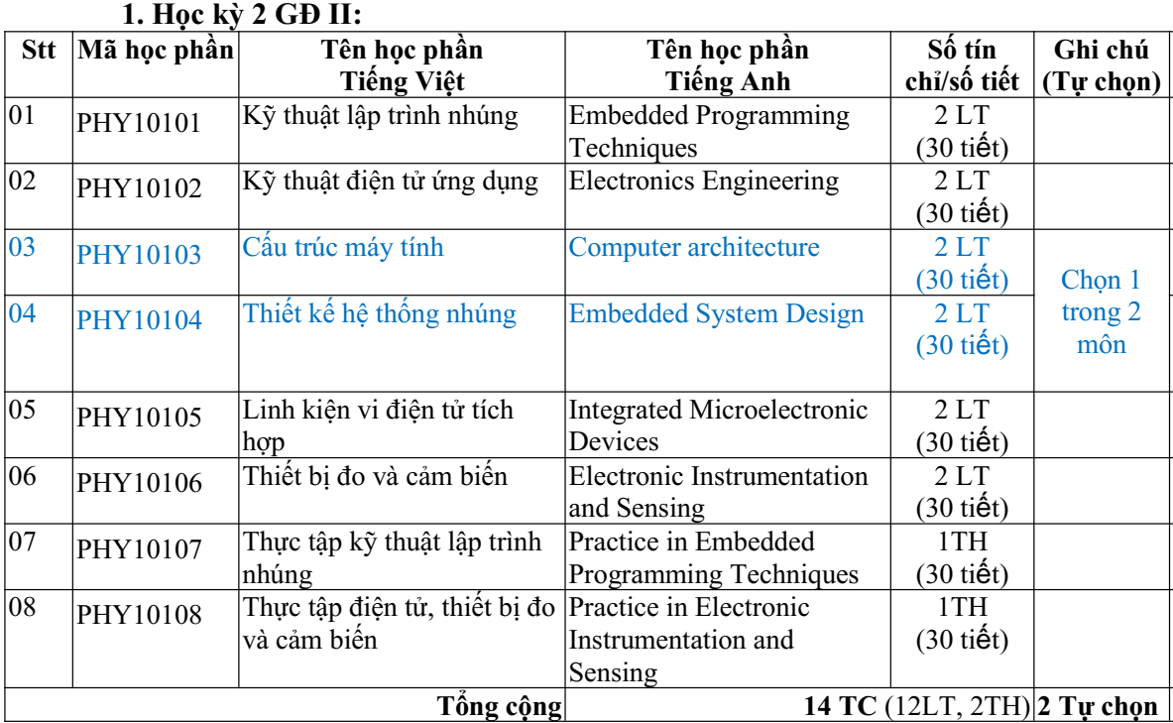 1. Học kỳ 2 GĐ II:
Stt Mã học phần Tên học phần Tiếng Việt Tên học phần Tiếng Anh Số tín chỉ/số tiết Ghi chú (Tự chọn)
01 PHY10101 Kỹ thuật lập trình nhúng Embedded Programming Techniques 2 LT (30 tiết)
02 PHY10102 Kỹ thuật điện tử ứng dụng Electronics Engineering 2 LT (30 tiết)
03 PHY10103 Cấu trúc máy tính Computer architecture 2 LT (30 tiết) Chọn 1 trong 2 môn
04 PHY10104 Thiết kế hệ thống nhúng Embedded System Design 2 LT (30 tiết)
05 PHY10105 Linh kiện vi điện tử tích hợp Integrated Microelectronic Devices 2 LT (30 tiết)
06 PHY10106 Thiết bị đo và cảm biến Electronic Instrumentation and Sensing 2 LT (30 tiết)
07 PHY10107 Thực tập kỹ thuật lập trình nhúng Practice in Embedded Programming Techniques 1TH (30 tiết)
08 PHY10108 Thực tập điện tử, thiết bị đo và cảm biến Practice in Electronic Instrumentation and Sensing 1TH (30 tiết)
Tổng cộng 14 TC (12LT, 2TH) 2 Tự chọn